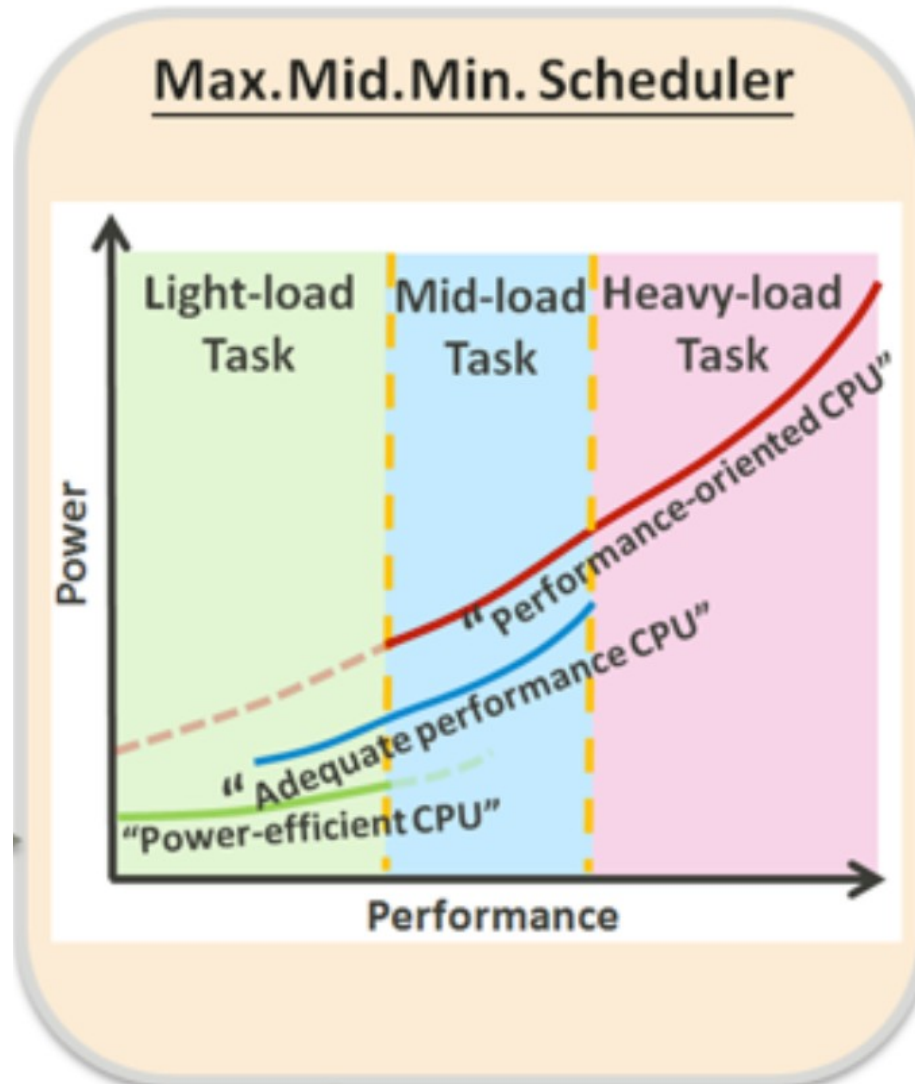 Max.Mid.Min. Scheduler
Light-load
Task
Mid-load
Task
Heavy-load
Task
Power
“Performance-oriented CPU”
“Adequate performance CPU”
“Power-efficient CPU”
Performance